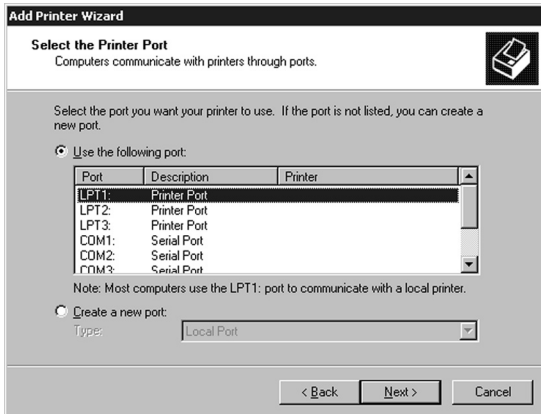 Add Printer Wizard
Select the Printer Port
Computers communicate with printers through ports.
Select the port you want your printer to use. If the port is not listed, you can create a
new port.
Use the following port:
Port Description Printer
LPT1: Printer Port
LPT2: Printer Port
LPT3: Printer Port
COM1: Serial Port
COM2: Serial Port
COM3: Serial Port
Note: Most computers use the LPT1: port to communicate with a local printer.
Create a new port:
Type: Local Port
< Back Next > Cancel